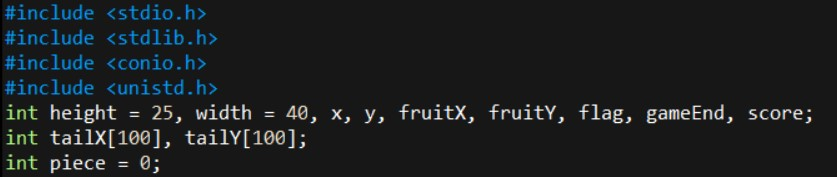 #include <stdio.h>
#include <stdlib.h>
#include <conio.h>
#include <unistd.h>
int height = 25, width = 40, x, y, fruitX, fruitY, flag, gameEnd, score;
int tailX[100], tailY[100];
int piece = 0;